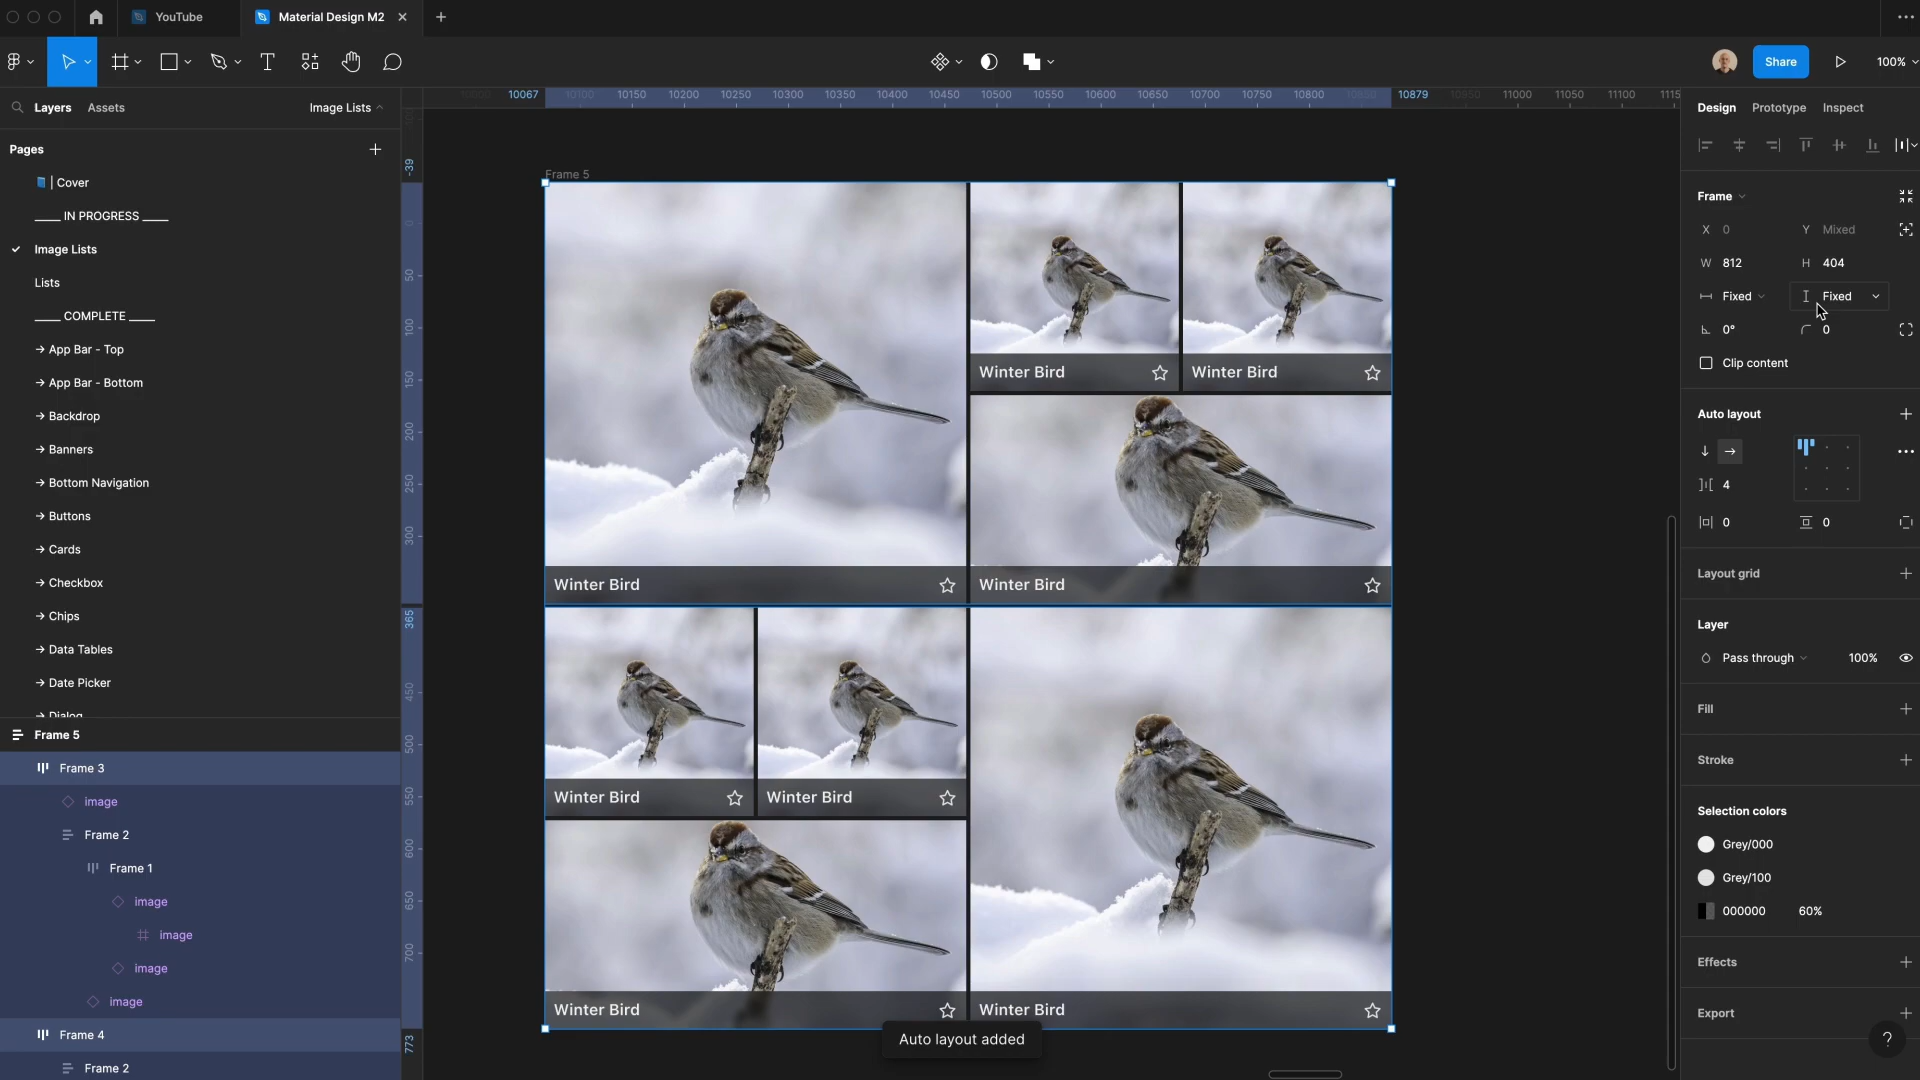 YouTube
Material Design M2
Share
100%
Layers
Assets
Image Lists
10067
10100
10150
10200
10250
10300
10350
10400
10450
10500
10550
10600
10650
10700
10750
10800
10879
10950
11000
11050
11100
1115
Design
Prototype
Inspect
Pages
| Cover
____ IN PROGRESS ____
Image Lists
Lists
____ COMPLETE ____
→ App Bar - Top
→ App Bar - Bottom
→ Backdrop
→ Banners
→ Bottom Navigation
→ Buttons
→ Cards
→ Checkbox
→ Chips
→ Data Tables
→ Date Picker
→ Dialog
Frame 5
Frame 3
image
Frame 2
Frame 1
image
image
image
image
Frame 4
Frame 2
-39
0
50
100
150
200
250
300
365
450
500
550
600
650
700
773
Frame 5
Winter Bird
Winter Bird
Winter Bird
Winter Bird
Winter Bird
Winter Bird
Winter Bird
Winter Bird
Auto layout added
Frame
X 0
Y Mixed
W 812
H 404
Fixed
Fixed
0°
0
Clip content
Auto layout
4
0
0
Layout grid
Layer
Pass through
100%
Fill
Stroke
Selection colors
Grey/000
Grey/100
000000
60%
Effects
Export
?